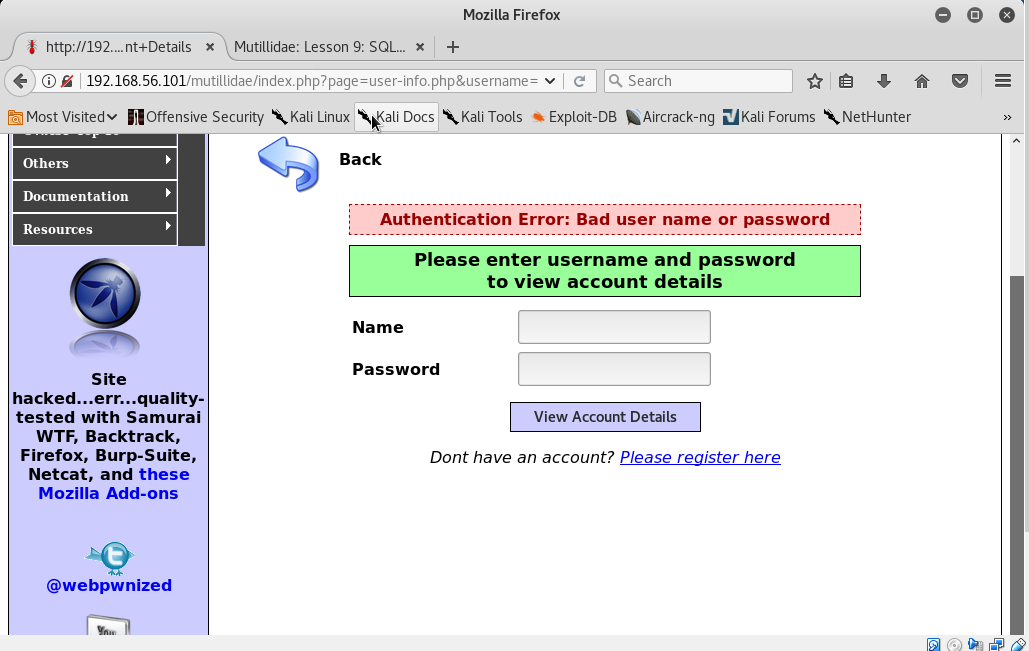 Mozilla Firefox
http://192....nt+Details
Mutillidae: Lesson 9: SQL...
192.168.56.101/mutillidae/index.php?page=user-info.php&username=
Search
Most Visited
Offensive Security
Kali Linux
Kali Docs
Kali Tools
Exploit-DB
Aircrack-ng
Kali Forums
NetHunter
»
Others
Documentation
Resources
Site
hacked...err...quality-
tested with Samurai
WTF, Backtrack,
Firefox, Burp-Suite,
Netcat, and these
Mozilla Add-ons
@webpwnized
You
Back
Authentication Error: Bad user name or password
Please enter username and password
to view account details
Name
Password
View Account Details
Dont have an account? Please register here